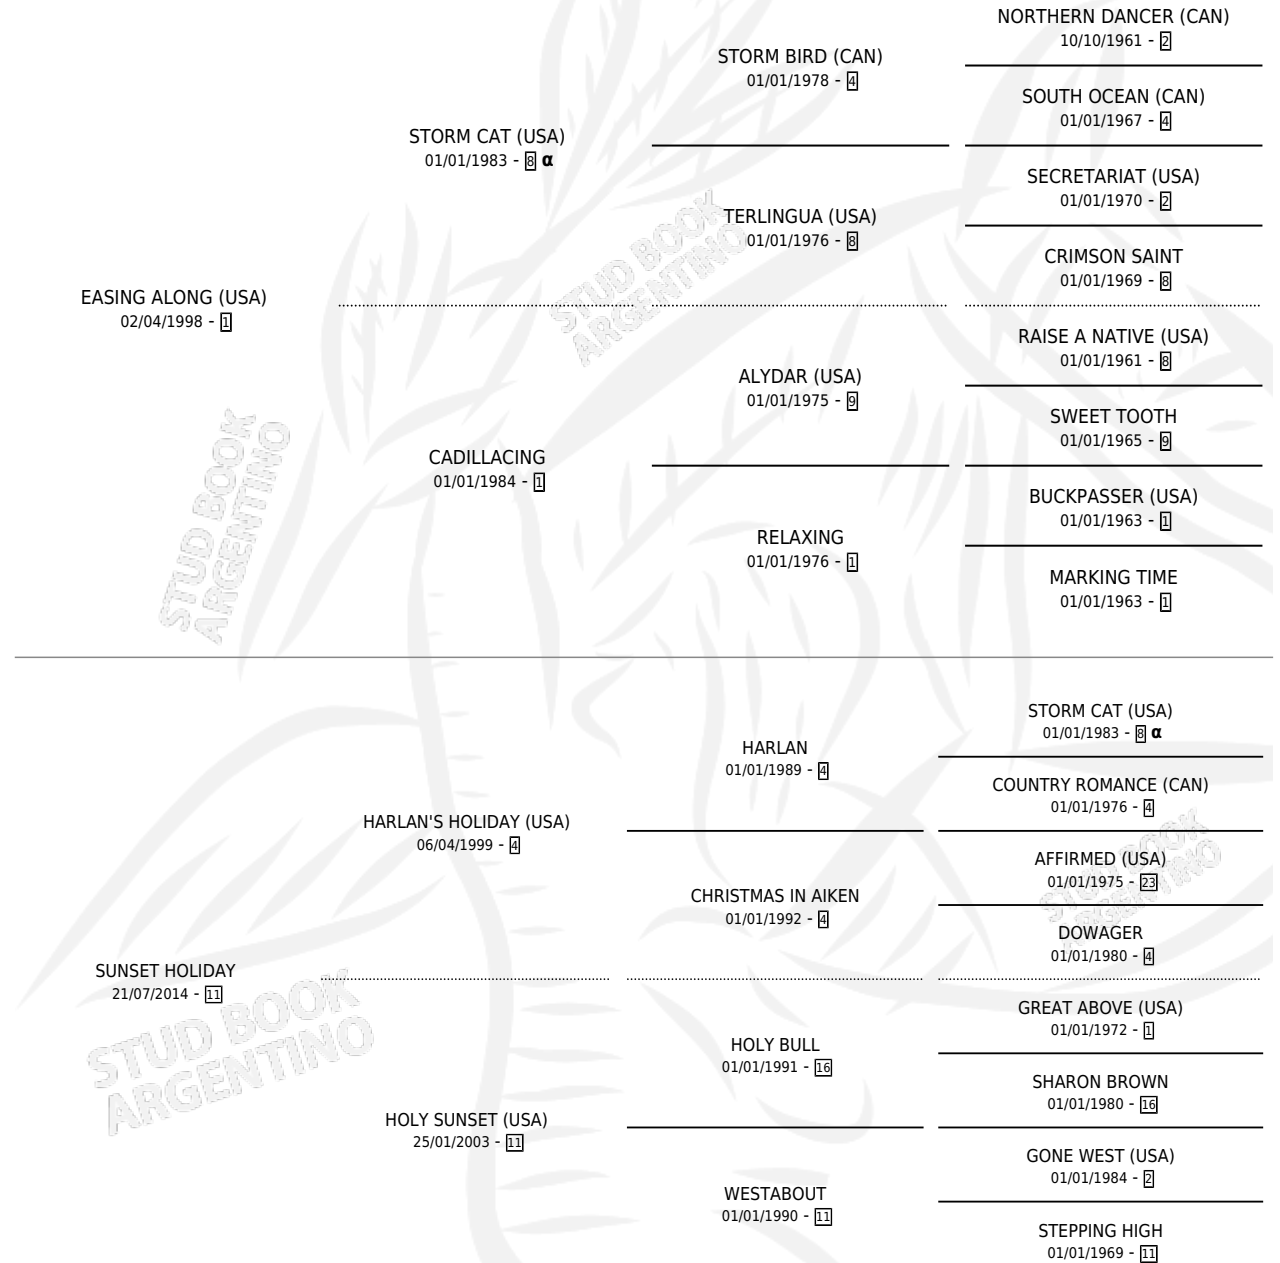 EASING ALONG (USA)
02/04/1998 - 1
STORM CAT (USA)
01/01/1983 - 8 α
CADILLACING
01/01/1984 - 1
STORM BIRD (CAN)
01/01/1978 - 4
TERLINGUA (USA)
01/01/1976 - 8
ALYDAR (USA)
01/01/1975 - 9
RELAXING
01/01/1976 - 1
NORTHERN DANCER (CAN)
10/10/1961 - 2
SOUTH OCEAN (CAN)
01/01/1967 - 4
SECRETARIAT (USA)
01/01/1970 - 2
CRIMSON SAINT
01/01/1969 - 8
RAISE A NATIVE (USA)
01/01/1961 - 8
SWEET TOOTH
01/01/1965 - 9
BUCKPASSER (USA)
01/01/1963 - 1
MARKING TIME
01/01/1963 - 1
STUD BOOK
ARGENTINO
STUD BOOK
ARGENTINO
SUNSET HOLIDAY
21/07/2014 - 11
HARLAN'S HOLIDAY (USA)
06/04/1999 - 4
HOLY SUNSET (USA)
25/01/2003 - 11
HARLAN
01/01/1989 - 4
CHRISTMAS IN AIKEN
01/01/1992 - 4
HOLY BULL
01/01/1991 - 16
WESTABOUT
01/01/1990 - 11
STORM CAT (USA)
01/01/1983 - 8 α
COUNTRY ROMANCE (CAN)
01/01/1976 - 4
AFFIRMED (USA)
01/01/1975 - 23
DOWAGER
01/01/1980 - 4
GREAT ABOVE (USA)
01/01/1972 - 1
SHARON BROWN
01/01/1980 - 16
GONE WEST (USA)
01/01/1984 - 2
STEPPING HIGH
01/01/1969 - 11
STUD BOOK
ARGENTINO
STUD BOOK
ARGENTINO